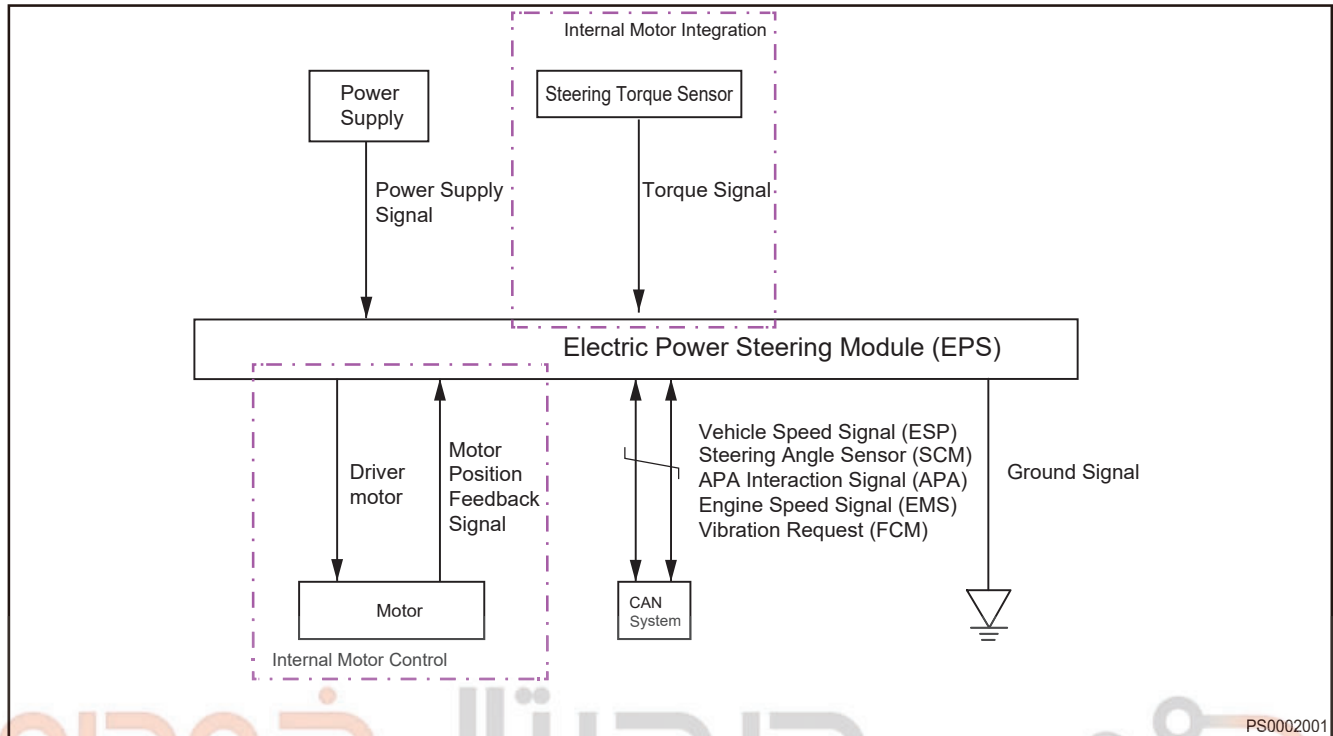 Internal Motor Integration
Power
Supply
Steering Torque Sensor
Power Supply
Signal
Torque Signal
Electric Power Steering Module (EPS)
Driver
motor
Motor
Position
Feedback
Signal
Vehicle Speed Signal (ESP)
Steering Angle Sensor (SCM)
APA Interaction Signal (APA)
Engine Speed Signal (EMS)
Vibration Request (FCM)
Ground Signal
Motor
CAN
System
Internal Motor Control
PS0002001